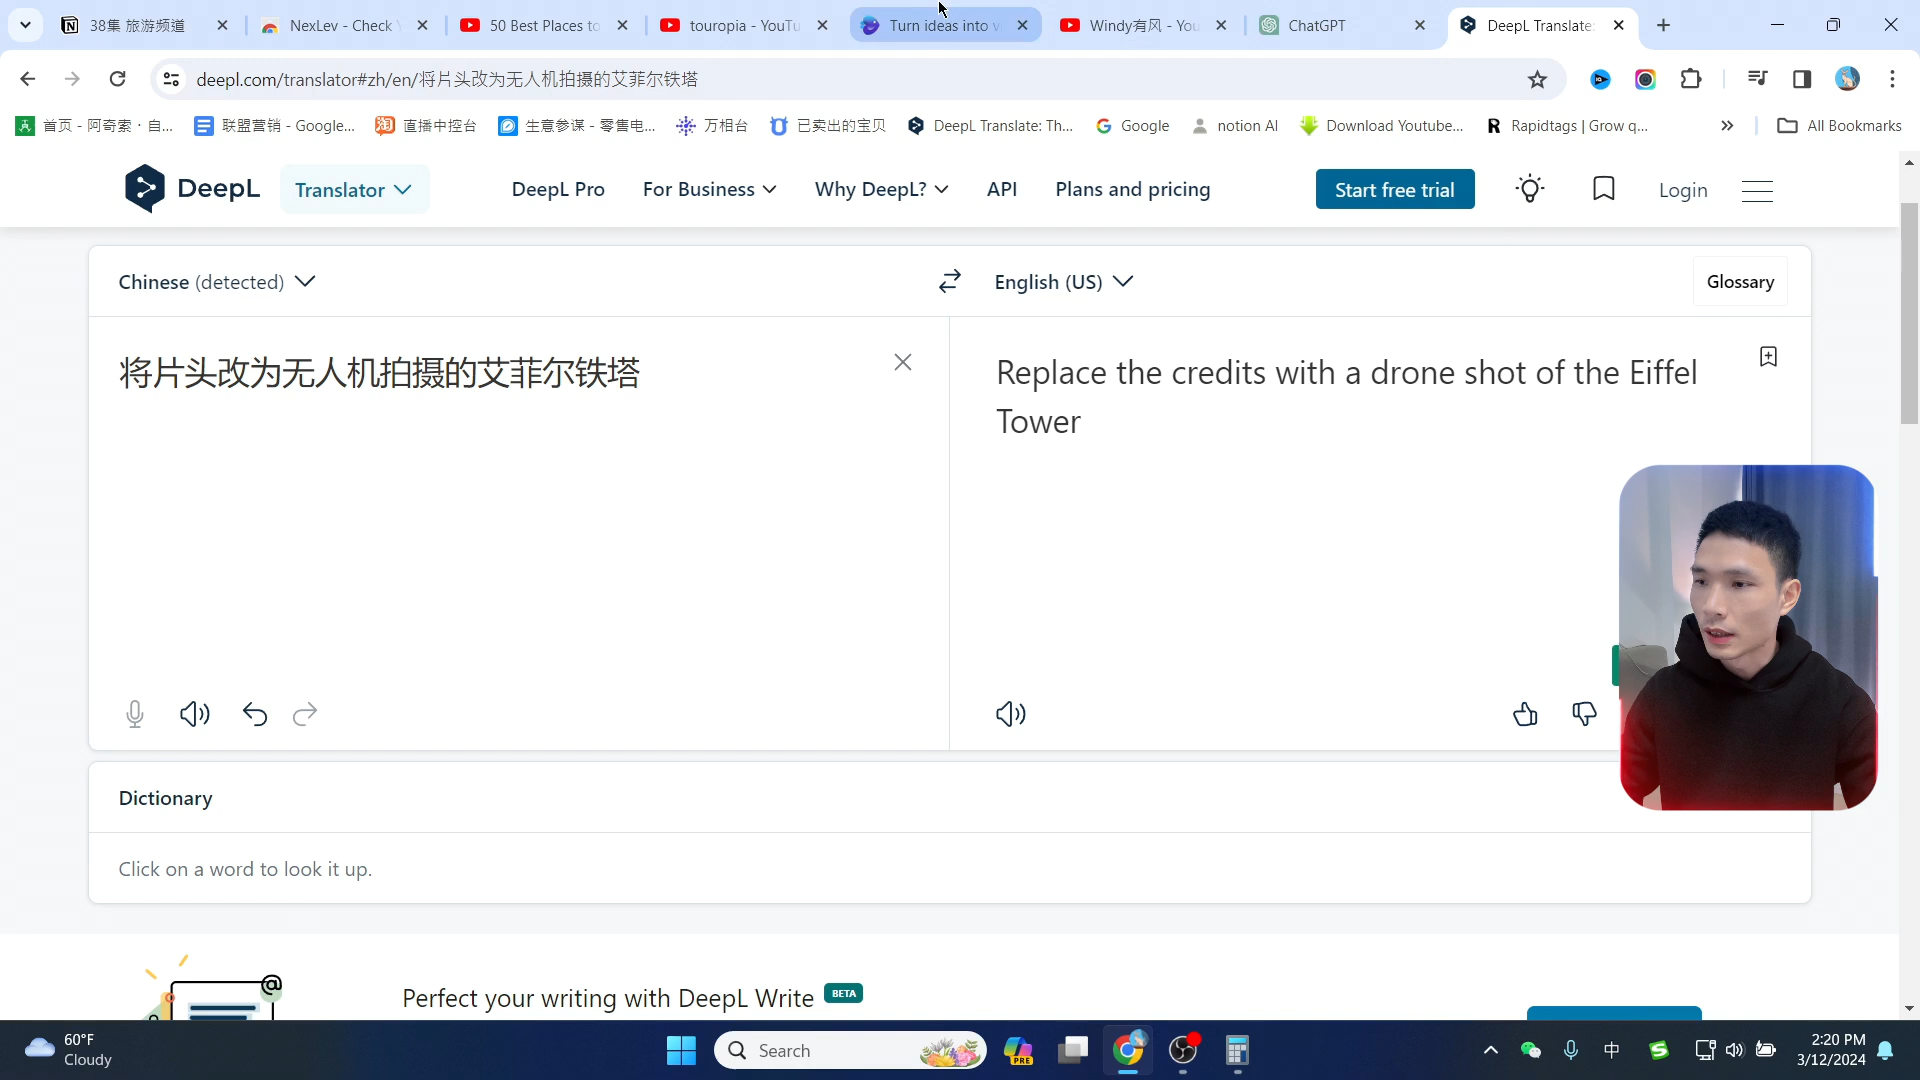 38集 旅游频道
NexLev - Check
50 Best Places to
touropia - YouTu
Turn ideas into v
Windy有风 - You
ChatGPT
DeepL Translate:
deepl.com/translator#zh/en/将片头改为无人机拍摄的艾菲尔铁塔
首页 - 阿奇索 · 自...
联盟营销 - Google...
直播中控台
生意参谋 - 零售电...
万相台
已卖出的宝贝
DeepL Translate: Th...
Google
notion AI
Download Youtube...
Rapidtags | Grow q...
All Bookmarks
DeepL
Translator
DeepL Pro
For Business
Why DeepL?
API
Plans and pricing
Start free trial
Login
Chinese (detected)
English (US)
Glossary
将片头改为无人机拍摄的艾菲尔铁塔
Replace the credits with a drone shot of the Eiffel
Tower
Dictionary
Click on a word to look it up.
Perfect your writing with DeepL Write
BETA
60°F
Cloudy
Search
PRE
中
2:20 PM
3/12/2024